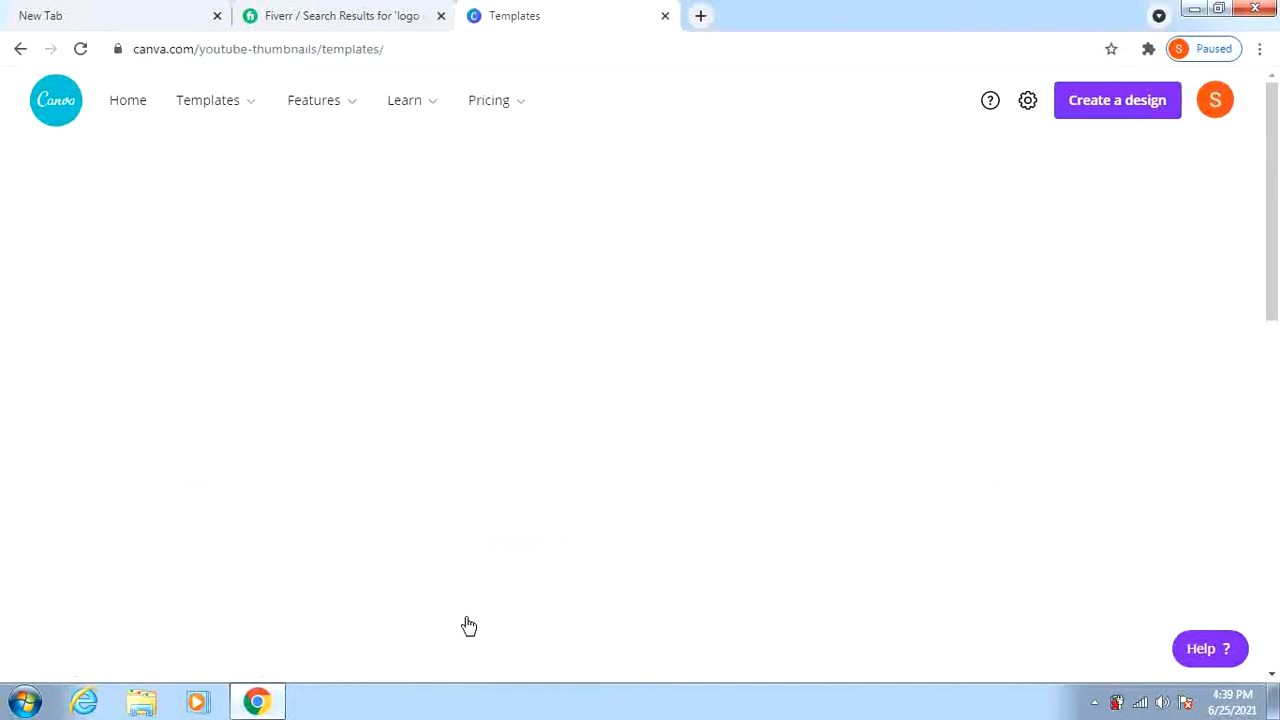 New Tab
Fiverr / Search Results for 'logo
Templates
canva.com/youtube-thumbnails/templates/
S
Paused
Canva
Home
Templates
Features
Learn
Pricing
?
Create a design
S
Help ?
4:39 PM
6/25/2021